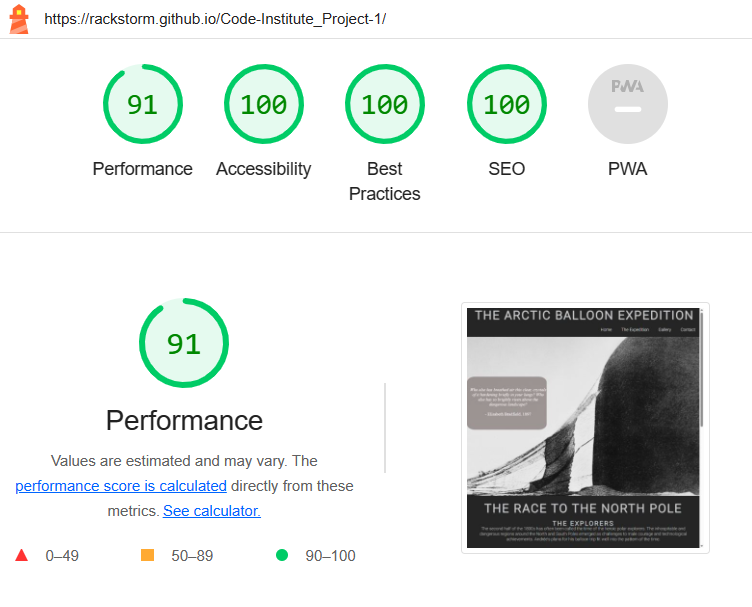 https://rackstorm.github.io/Code-Institute_Project-1/
91
100
100
100
PWA
Performance
Accessibility
Best
Practices
SEO
PWA
91
Performance
Values are estimated and may vary. The
performance score is calculated directly from these
metrics. See calculator.
0–49
50–89
90–100
THE ARCTIC BALLOON EXPEDITION
Home The Expedition Gallery Contact
THE RACE TO THE NORTH POLE
THE EXPLORERS